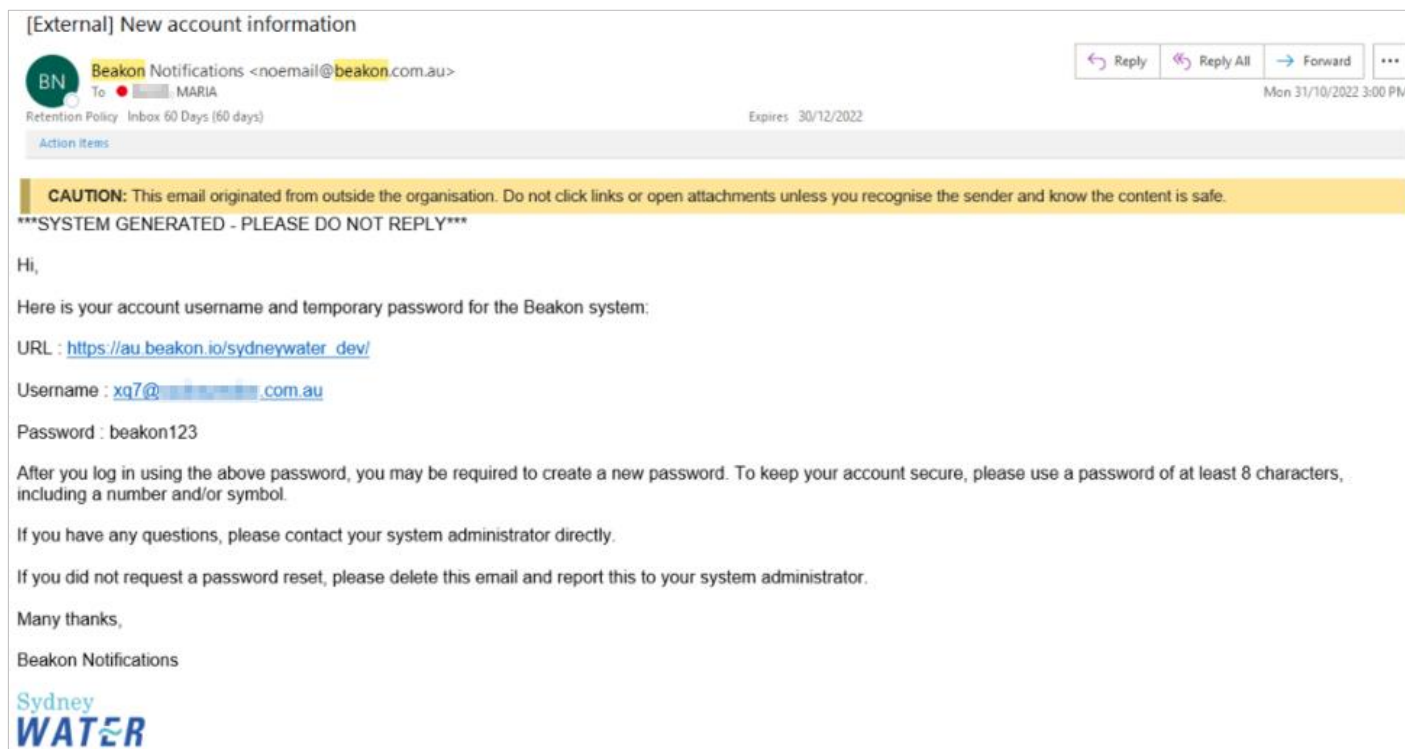 [External] New account information
BN
Beakon Notifications <noemail@beakon.com.au>
Reply
Reply All
Forward
To MARIA
Mon 31/10/2022 3:00 PM
Retention Policy Inbox 60 Days (60 days)
Expires 30/12/2022
Action Items
CAUTION: This email originated from outside the organisation. Do not click links or open attachments unless you recognise the sender and know the content is safe.
***SYSTEM GENERATED - PLEASE DO NOT REPLY***
Hi,
Here is your account username and temporary password for the Beakon system:
URL : https://au.beakon.io/sydneywater_dev/
Username : xq7@ .com.au
Password : beakon123
After you log in using the above password, you may be required to create a new password. To keep your account secure, please use a password of at least 8 characters,
including a number and/or symbol.
If you have any questions, please contact your system administrator directly.
If you did not request a password reset, please delete this email and report this to your system administrator.
Many thanks,
Beakon Notifications
Sydney
WATER